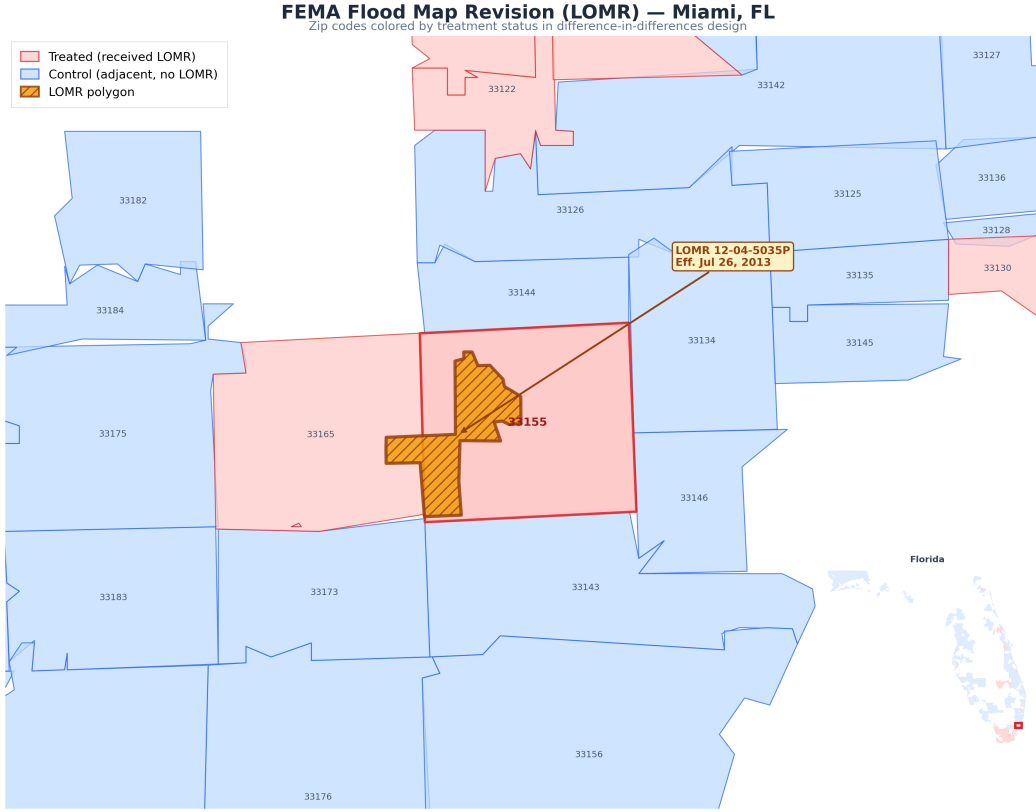 FEMA Flood Map Revision (LOMR) — Miami, FL
Zip codes colored by treatment status in difference-in-differences design
Treated (received LOMR)
Control (adjacent, no LOMR)
LOMR polygon
33127
33142
33122
33136
33125
33182
33126
33128
LOMR 12-04-5035P
Eff. Jul 26, 2013
33130
33135
33144
33184
33134
33145
33155
33175
33165
33146
Florida
33143
33173
33183
33156
33176